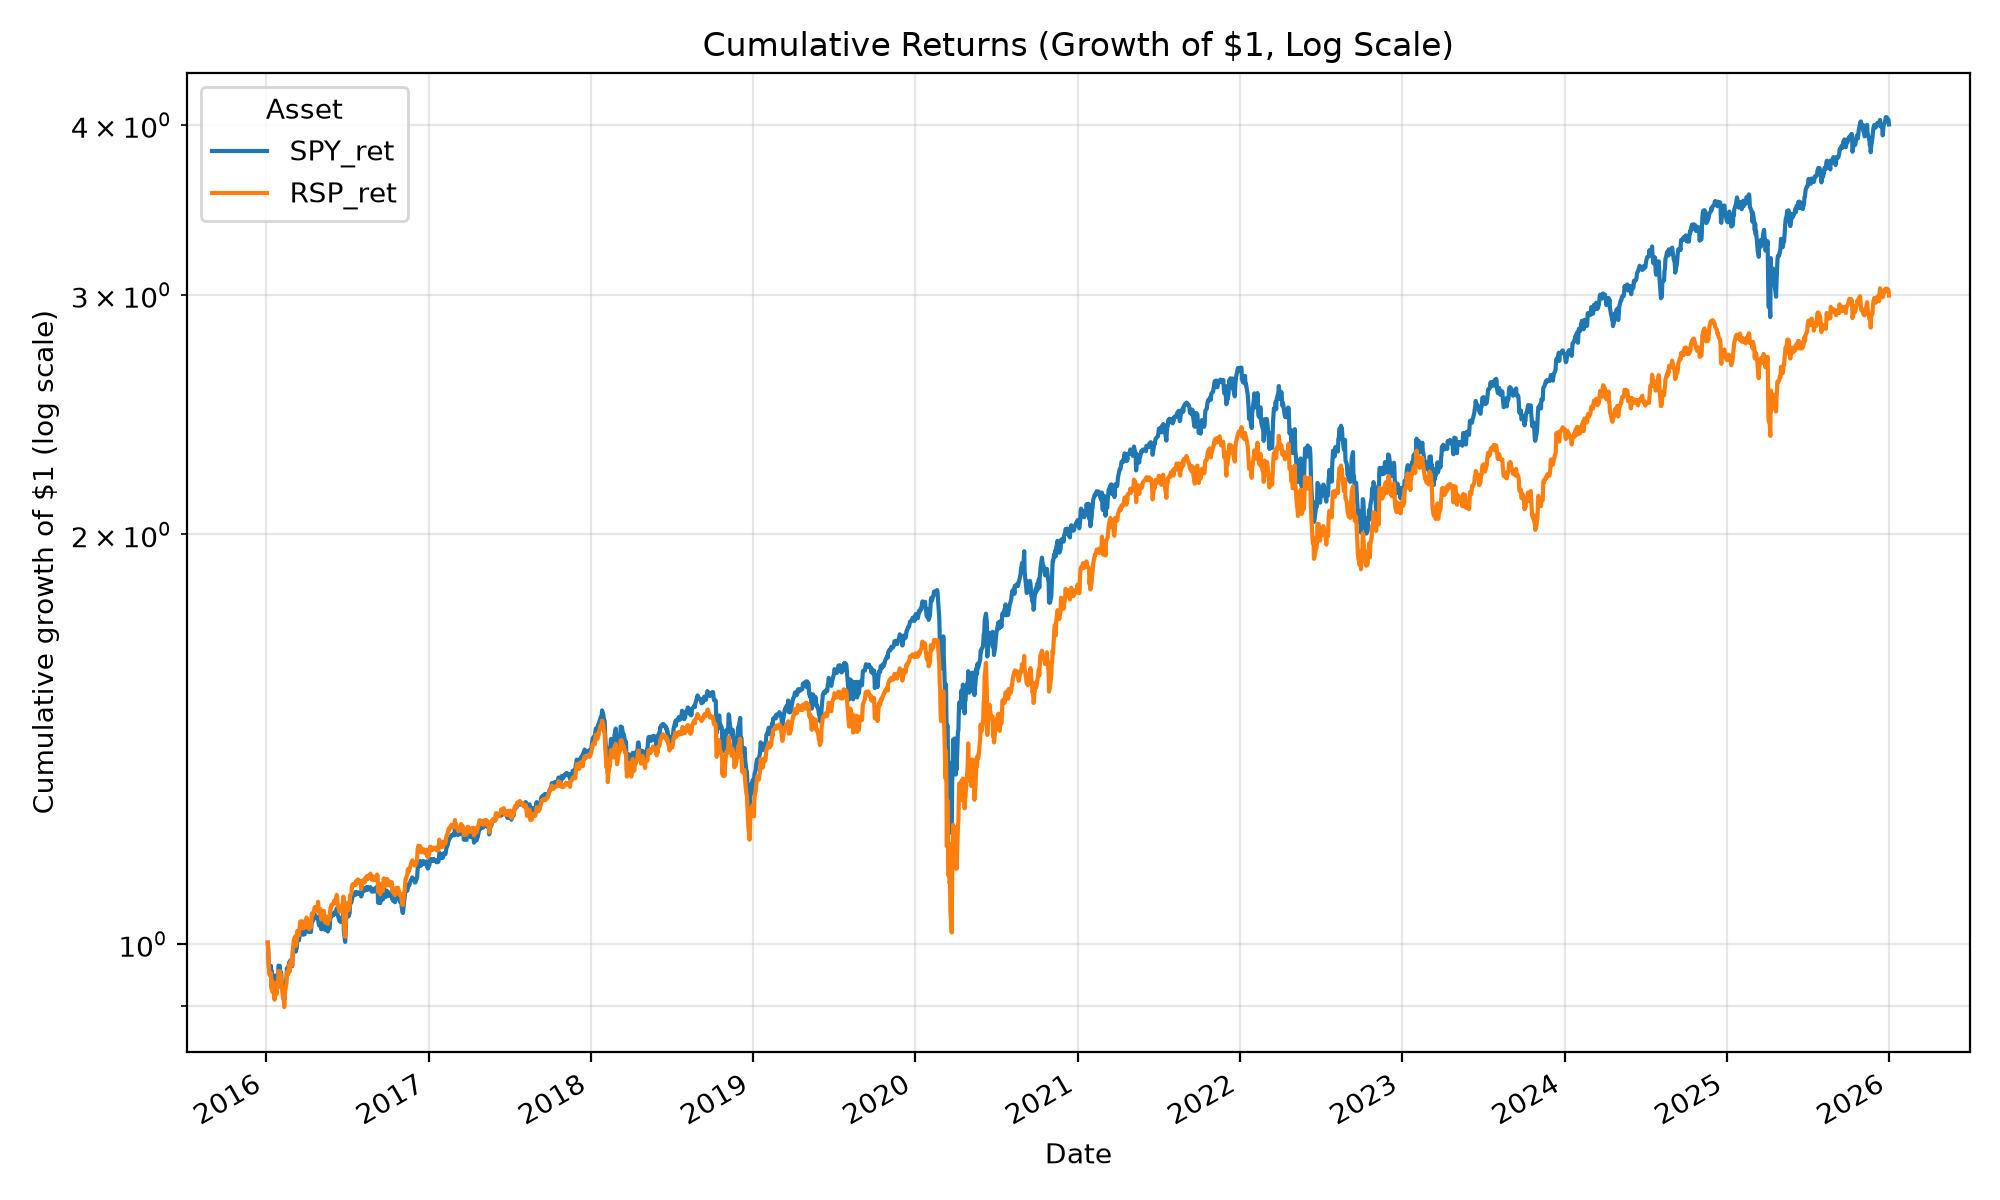 Cumulative Returns (Growth of $1, Log Scale)
Asset
SPY_ret
RSP_ret
4 × 10⁰
3 × 10⁰
2 × 10⁰
10⁰
Cumulative growth of $1 (log scale)
2016
2017
2018
2019
2020
2021
2022
2023
2024
2025
2026
Date